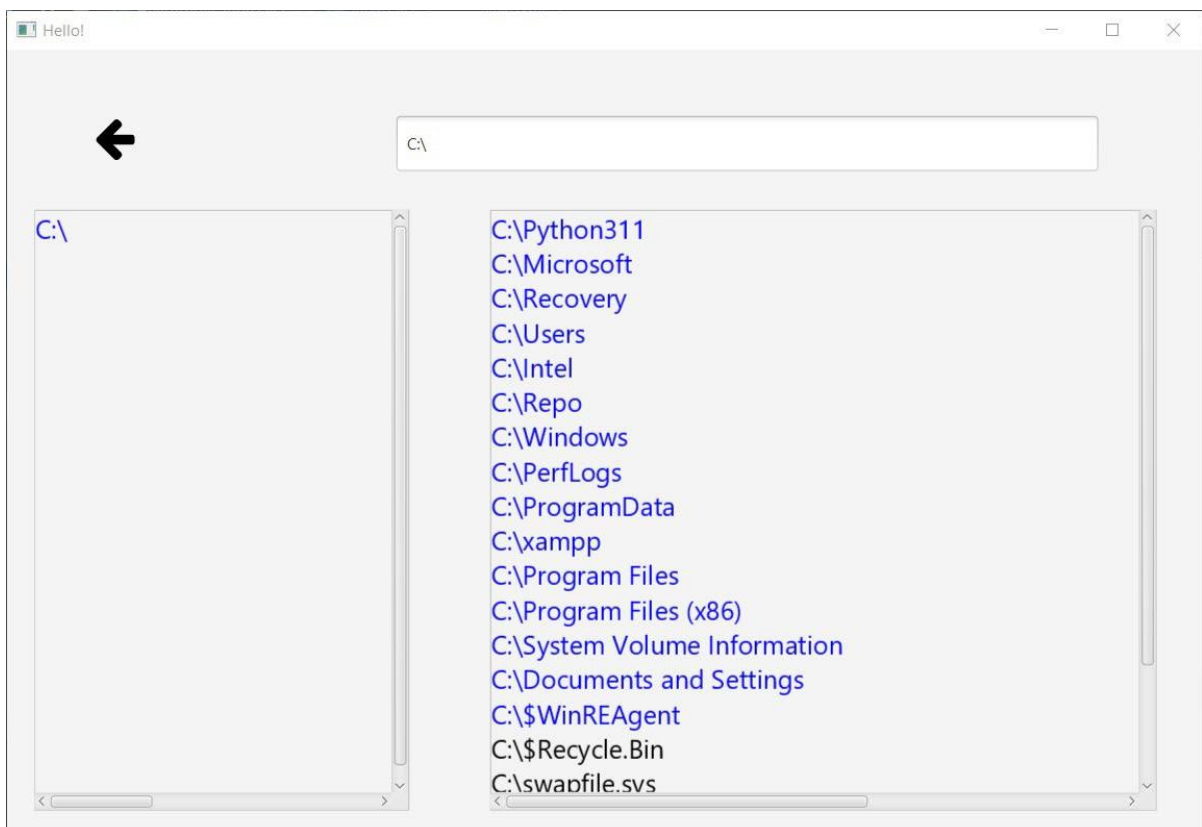 Hello!
C:\
C:\
C:\Python311
C:\Microsoft
C:\Recovery
C:\Users
C:\Intel
C:\Repo
C:\Windows
C:\PerfLogs
C:\ProgramData
C:\xampp
C:\Program Files
C:\Program Files (x86)
C:\System Volume Information
C:\Documents and Settings
C:\$WinREAgent
C:\$Recycle.Bin
C:\swapfile.sys